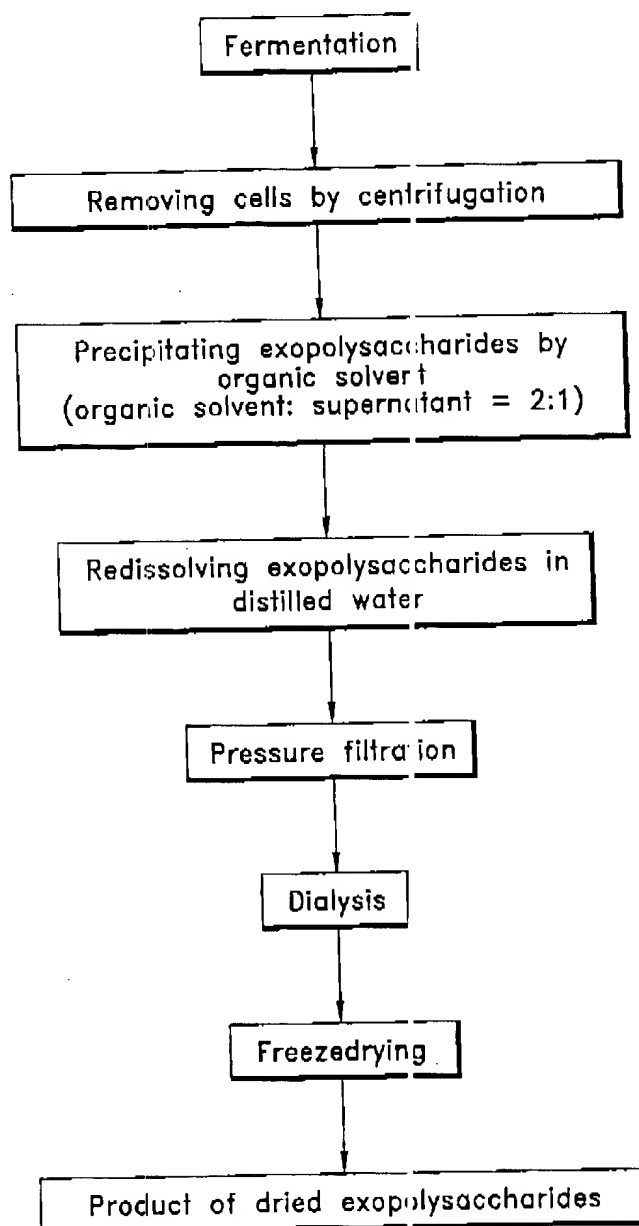 Fermentation
Removing cells by centrifugation
Precipitating exopolysaccharides by
organic solvent
(organic solvent: supernatant = 2:1)
Redissolving exopolysaccharides in
distilled water
Pressure filtration
Dialysis
Freezedrying
Product of dried exopolysaccharides